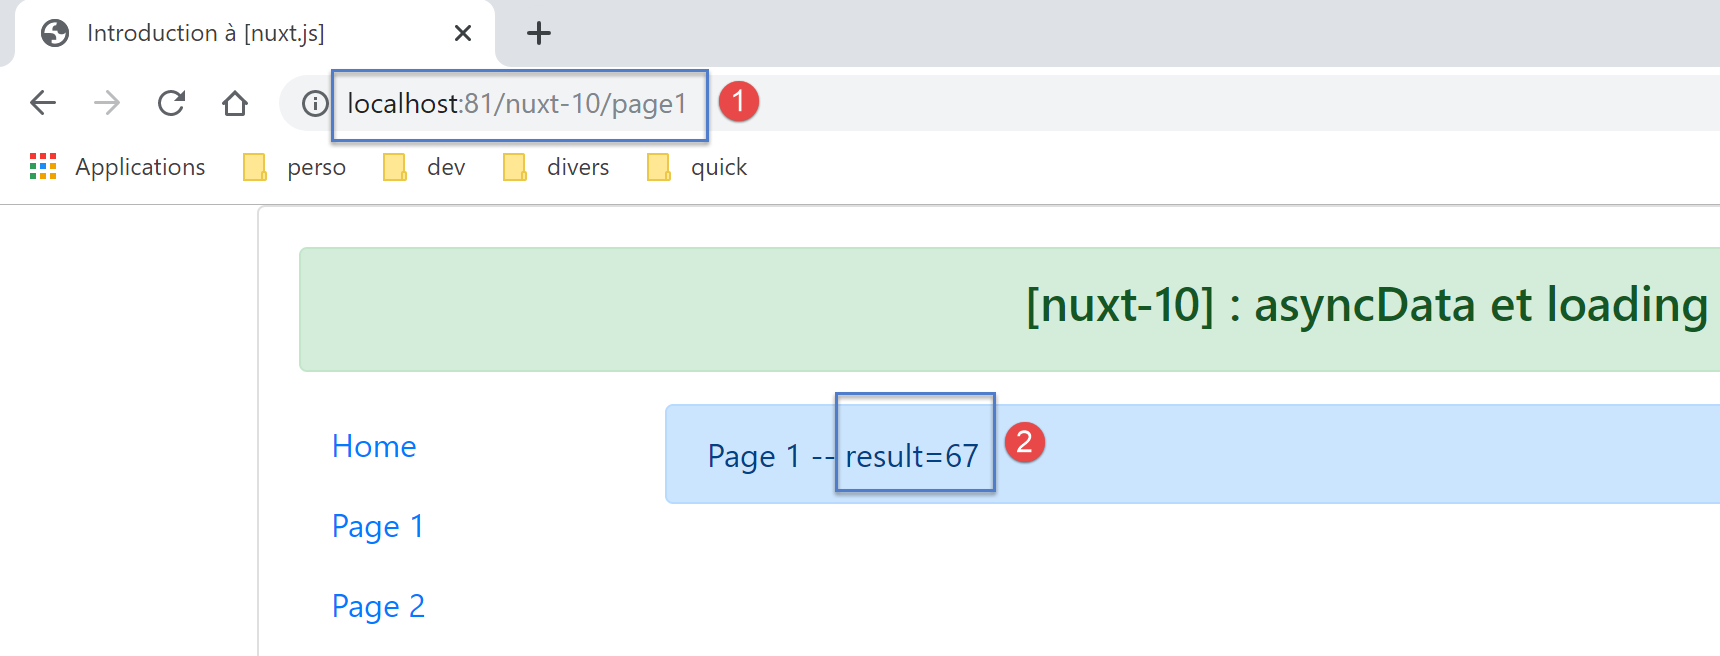 Introduction à [nuxt.js]
localhost:81/nuxt-10/page1
1
Applications perso dev divers quick
[nuxt-10] : asyncData et loading
Home
Page 1 -- result=67
2
Page 1
Page 2